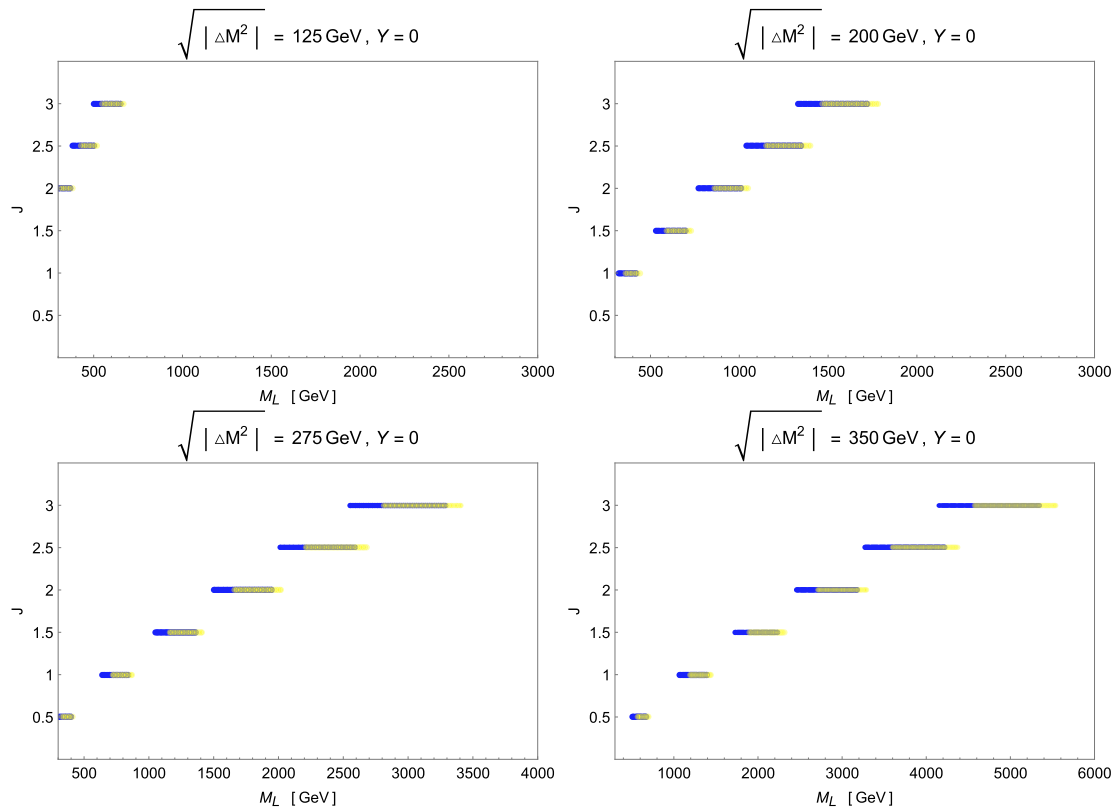 √|△M²| = 125 GeV, Y = 0
3
2.5
2
1.5
1
0.5
J
500 1000 1500 2000 2500 3000
M_L [GeV]
√|△M²| = 200 GeV, Y = 0
3
2.5
2
1.5
1
0.5
J
500 1000 1500 2000 2500 3000
M_L [GeV]
√|△M²| = 275 GeV, Y = 0
3
2.5
2
1.5
1
0.5
J
500 1000 1500 2000 2500 3000 3500 4000
M_L [GeV]
√|△M²| = 350 GeV, Y = 0
3
2.5
2
1.5
1
0.5
J
1000 2000 3000 4000 5000 6000
M_L [GeV]